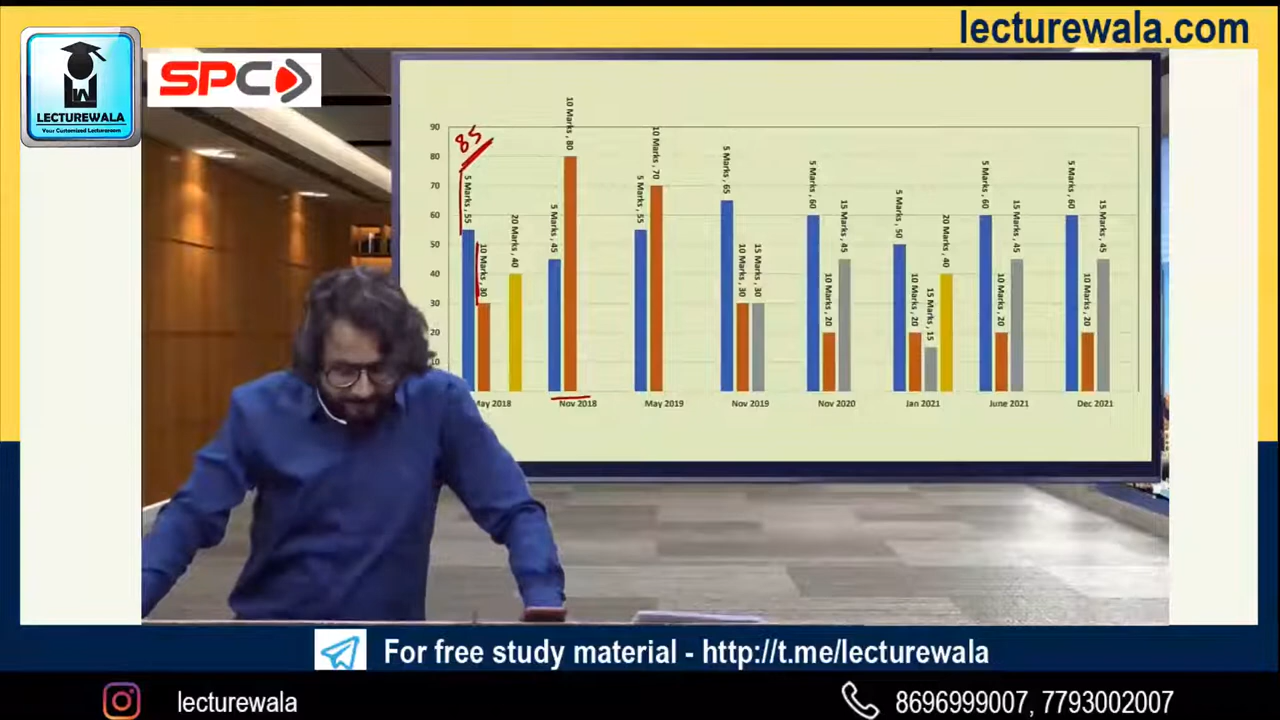 lecturewala.com
LW
LECTUREWALA
Your Customized Lectureroom
SPC
85
90
80
70
60
50
40
30
20
10
5 Marks , 55
10 Marks , 30
20 Marks , 40
5 Marks , 45
10 Marks , 80
5 Marks , 55
10 Marks , 70
5 Marks , 65
10 Marks , 30
15 Marks , 30
5 Marks , 60
10 Marks , 20
15 Marks , 45
5 Marks , 50
10 Marks , 20
15 Marks , 15
20 Marks , 40
5 Marks , 60
10 Marks , 20
15 Marks , 45
5 Marks , 60
10 Marks , 20
15 Marks , 45
May 2018
Nov 2018
May 2019
Nov 2019
Nov 2020
Jan 2021
June 2021
Dec 2021
For free study material - http://t.me/lecturewala
lecturewala
8696999007, 7793002007